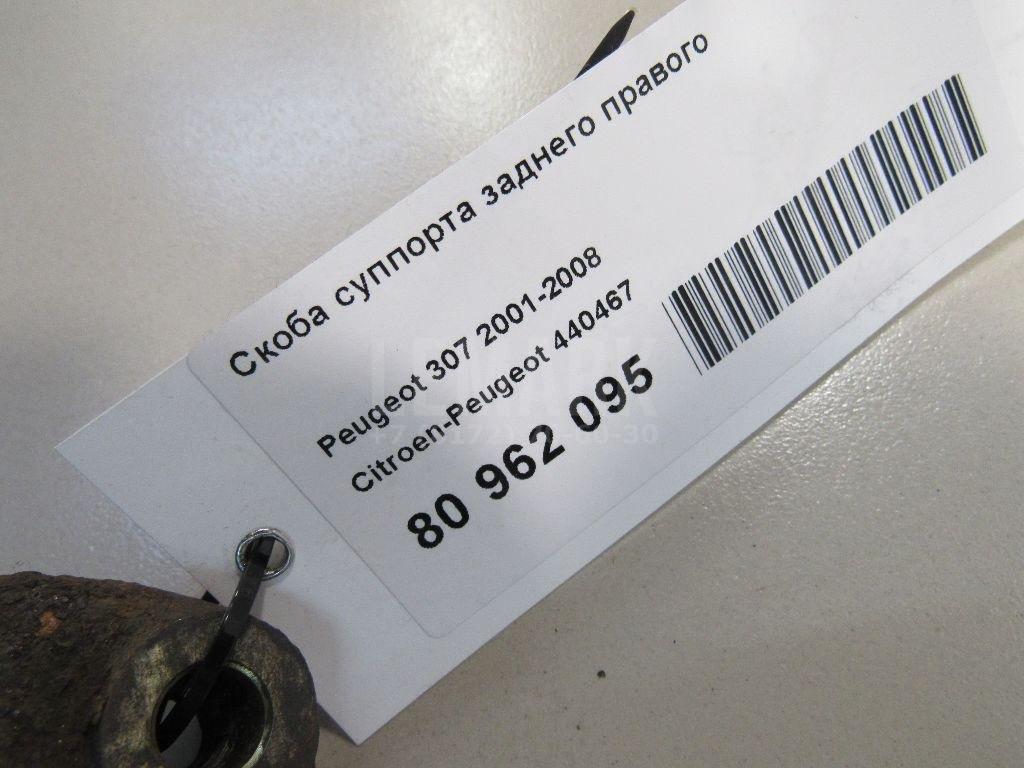 Скоба суппорта заднего правого
Peugeot 307 2001-2008
Citroen-Peugeot 440467
80 962 095